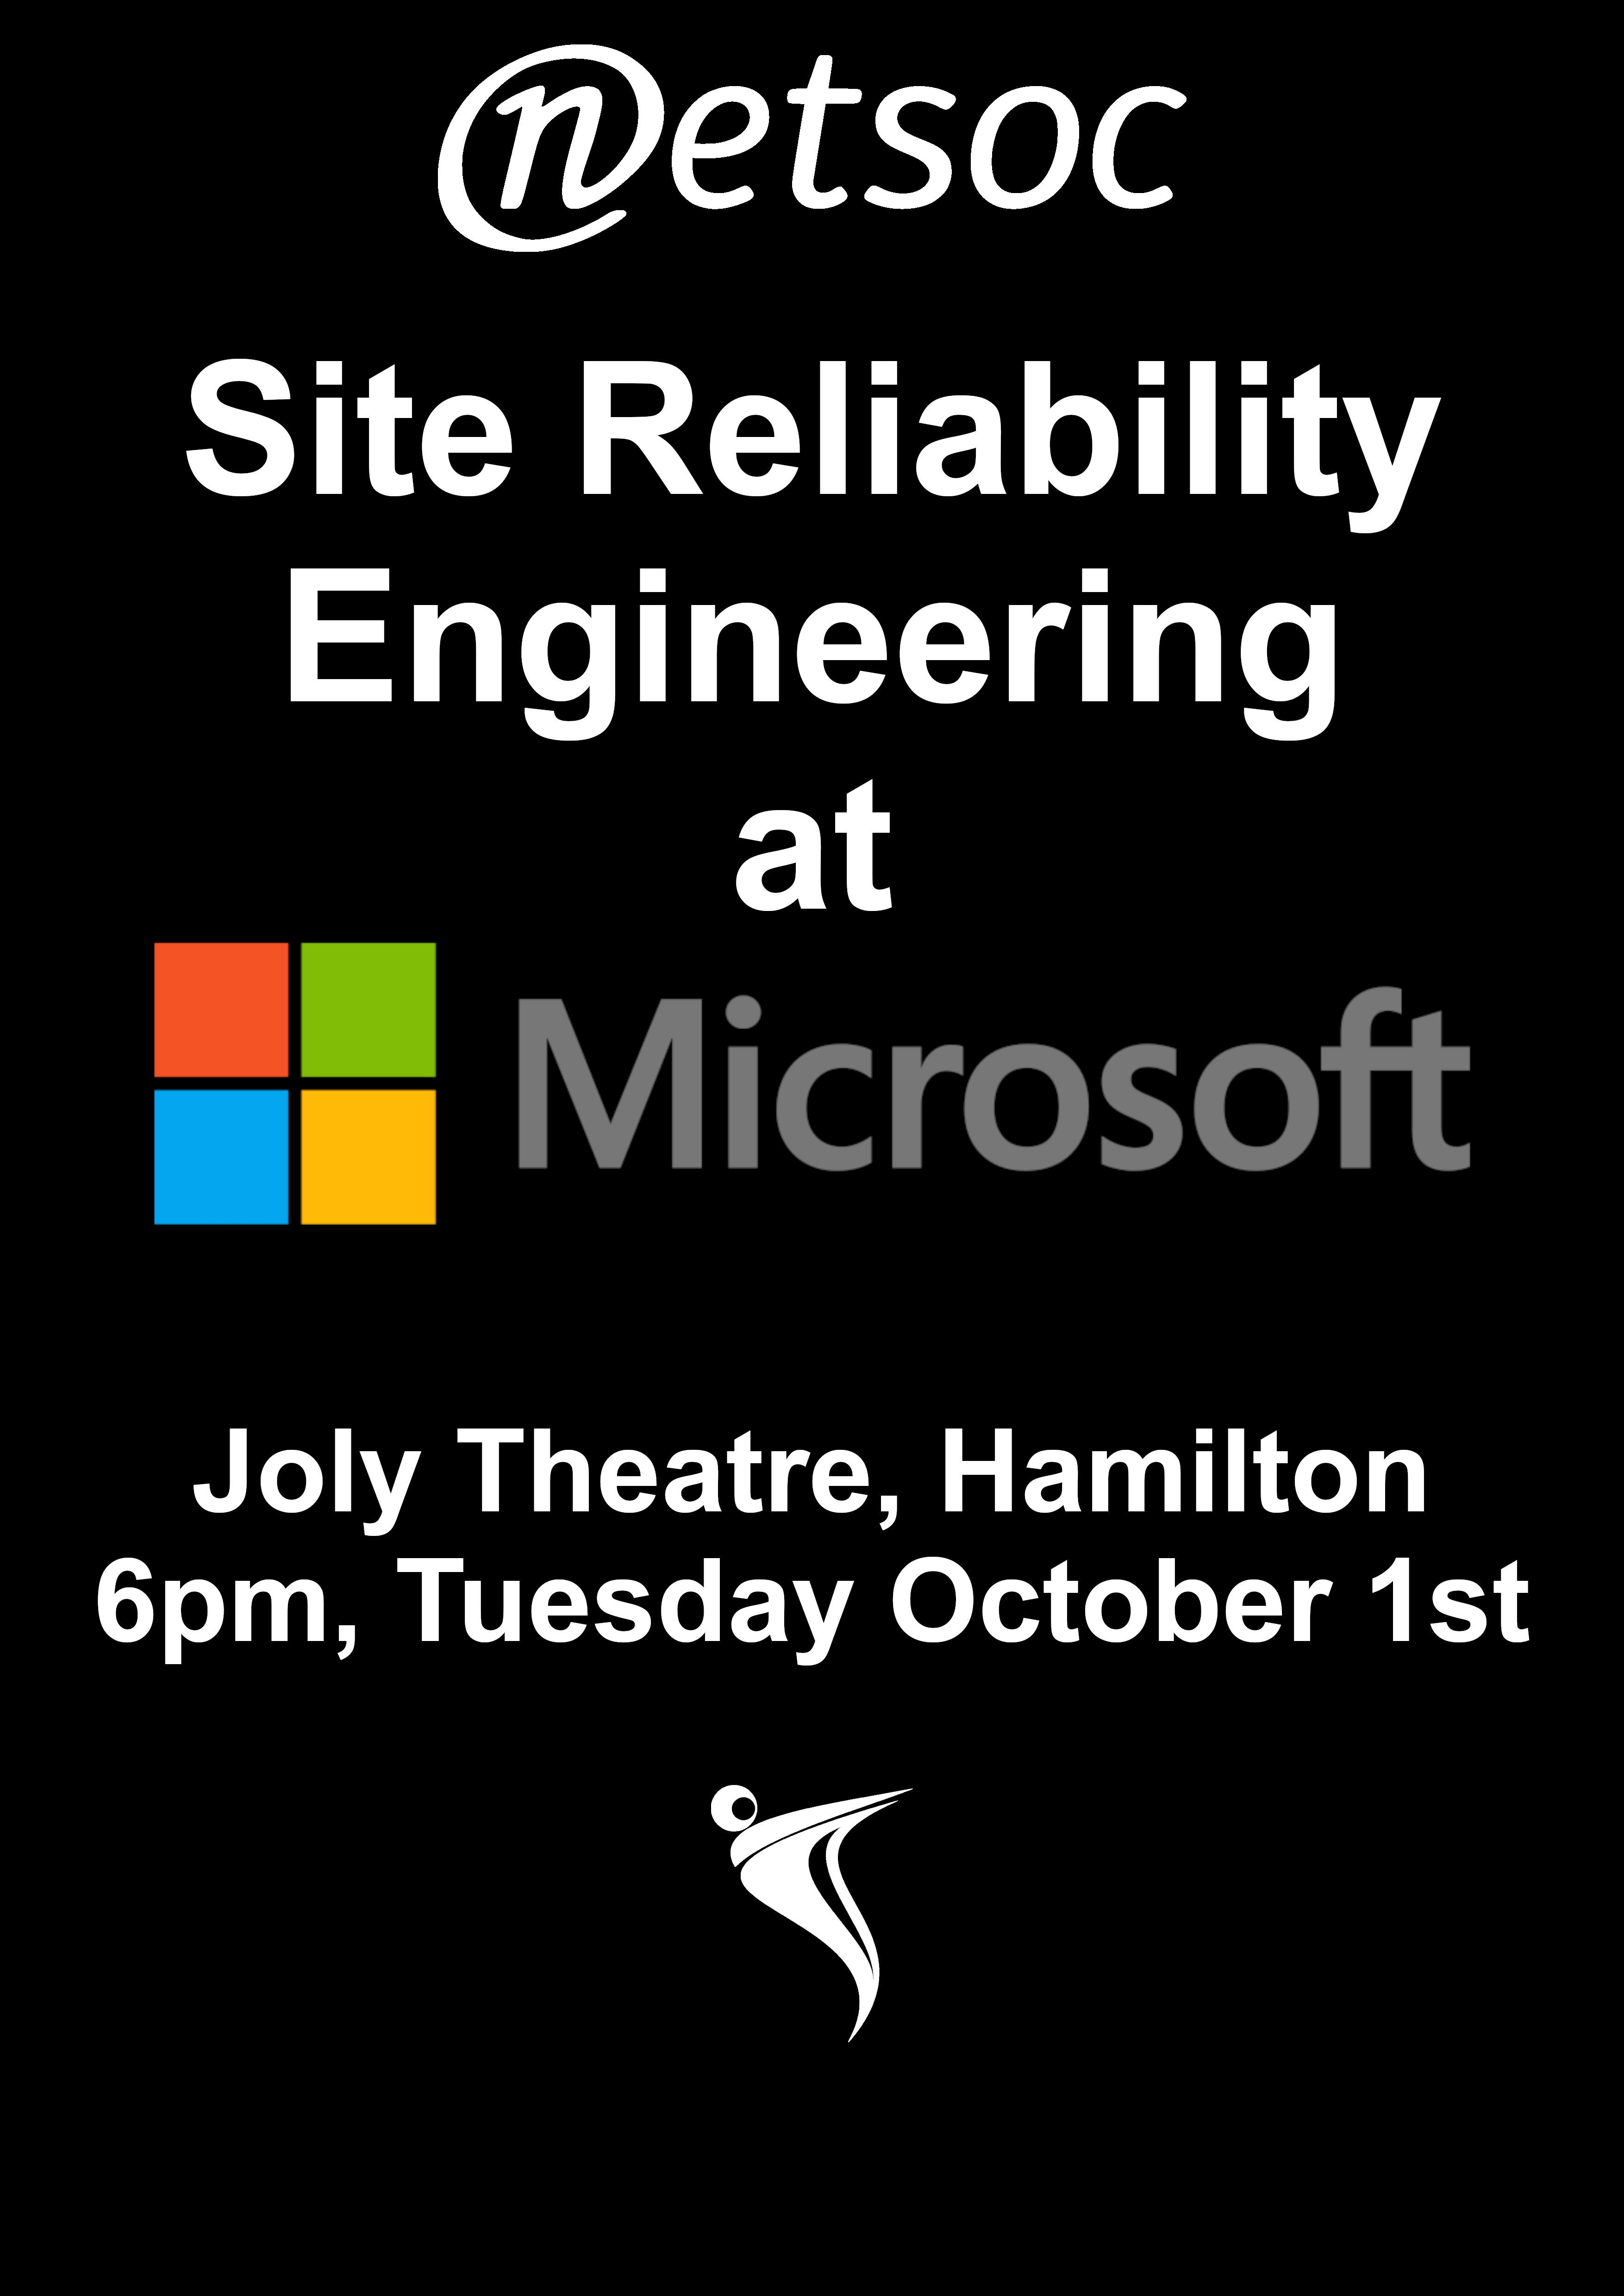 netsoc
Site Reliability
Engineering
at
Microsoft
Joly Theatre, Hamilton
6pm, Tuesday October 1st